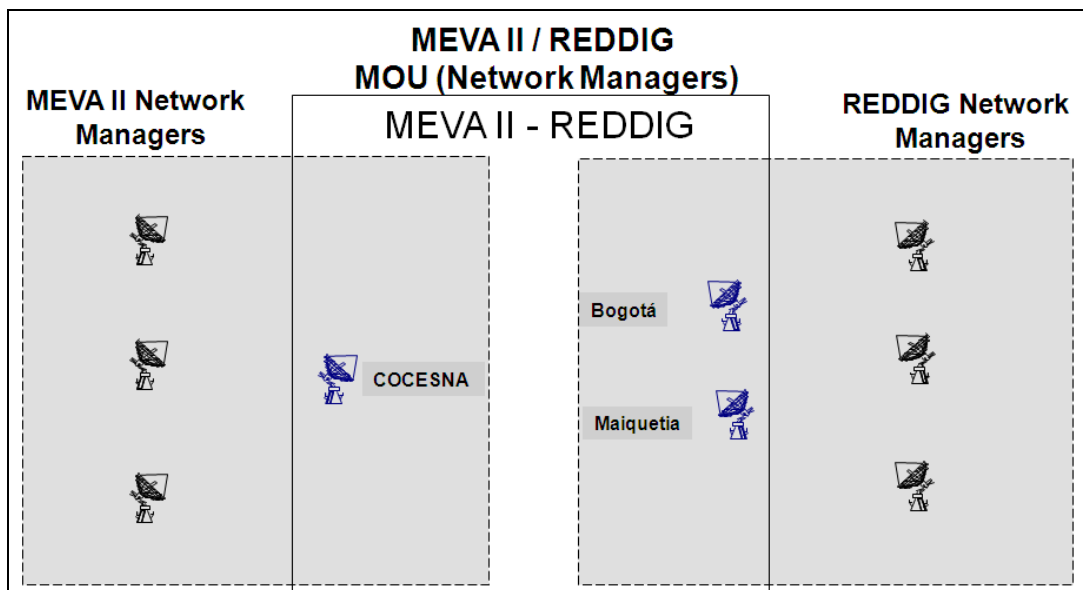 MEVA II / REDDIG
MOU (Network Managers)
MEVA II Network
Managers
MEVA II - REDDIG
REDDIG Network
Managers
Bogotá
COCESNA
Maiquetia